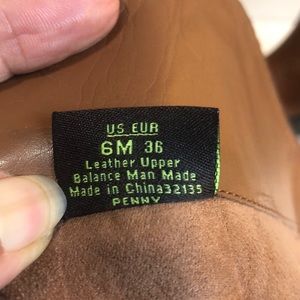 US EUR
6M 36
Leather Upper
Balance Man Made
Made in China32135
PENNY